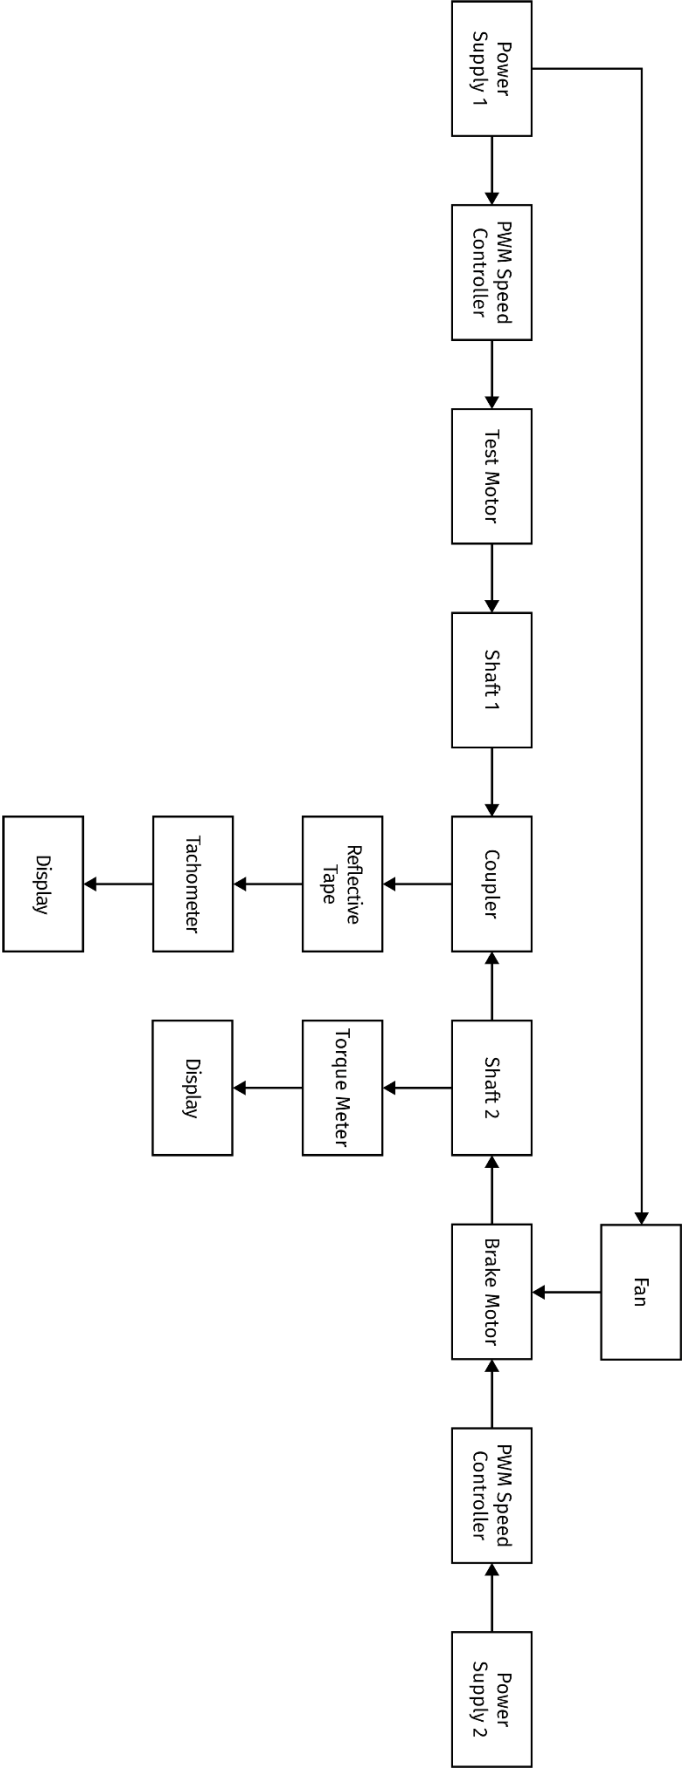 Fan
Power
Supply 1
PWM Speed
Controller
Test Motor
Shaft 1
Coupler
Shaft 2
Brake Motor
PWM Speed
Controller
Power
Supply 2
Reflective
Tape
Torque Meter
Tachometer
Display
Display